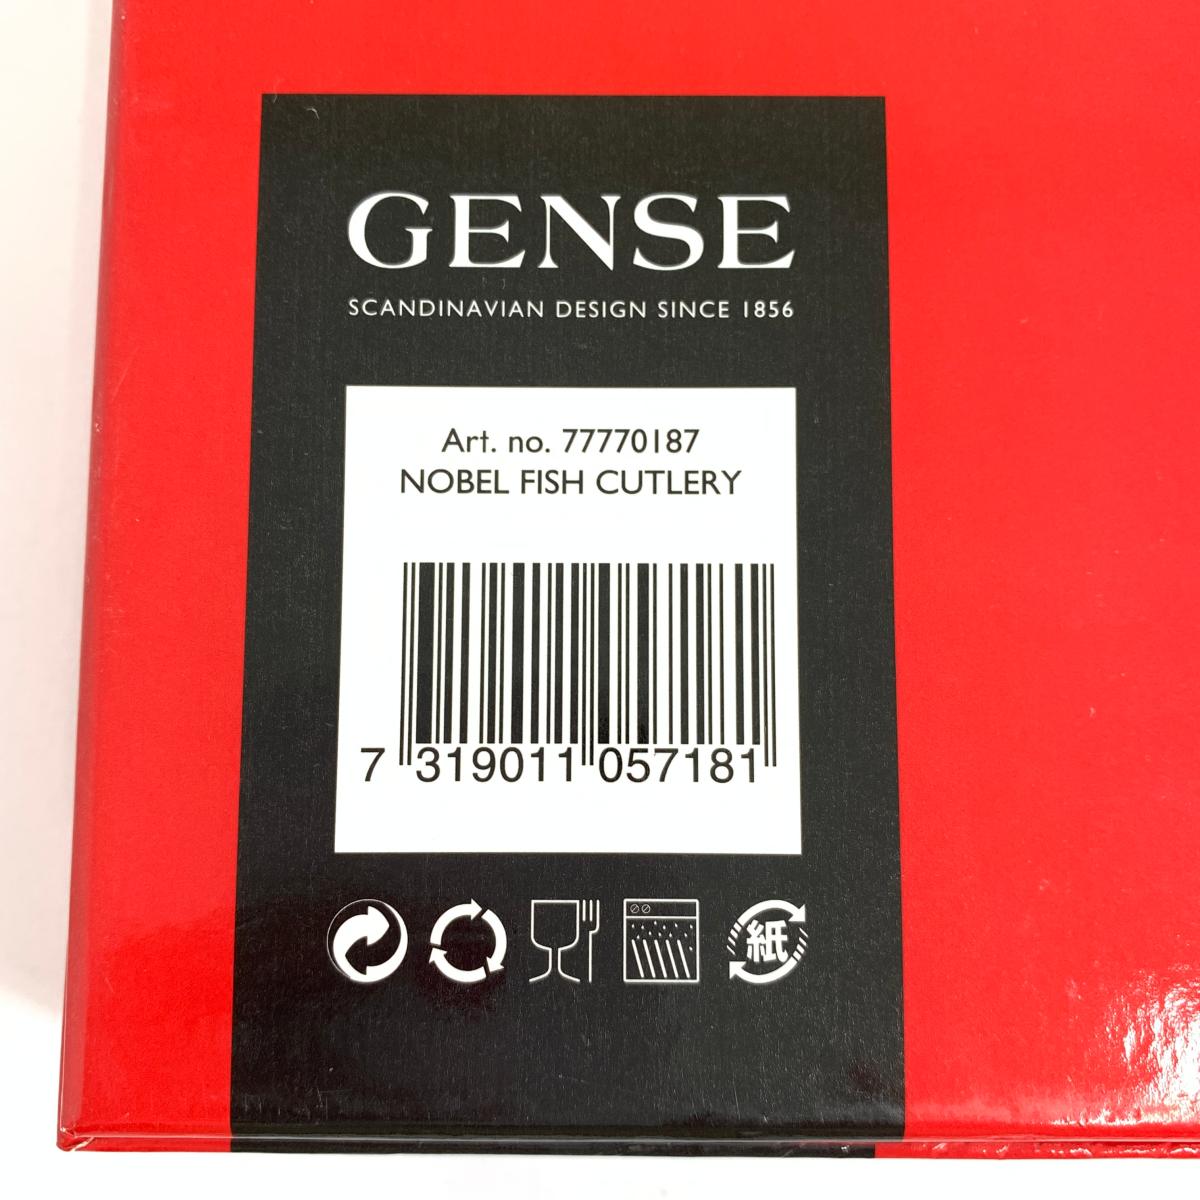 GENSE
SCANDINAVIAN DESIGN SINCE 1856
Art. no. 77770187
NOBEL FISH CUTLERY
7 319011 057181
紙